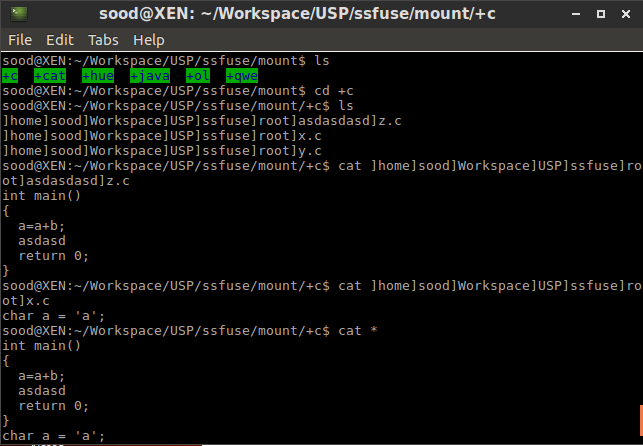 sood@XEN: ~/Workspace/USP/ssfuse/mount/+c
File Edit Tabs Help
sood@XEN:~/Workspace/USP/ssfuse/mount$ ls
+c +cat +hue +java +ol +qwe
sood@XEN:~/Workspace/USP/ssfuse/mount$ cd +c
sood@XEN:~/Workspace/USP/ssfuse/mount/+c$ ls
]home]sood]Workspace]USP]ssfuse]root]asdasdasd]z.c
]home]sood]Workspace]USP]ssfuse]root]x.c
]home]sood]Workspace]USP]ssfuse]root]y.c
sood@XEN:~/Workspace/USP/ssfuse/mount/+c$ cat ]home]sood]Workspace]USP]ssfuse]ro
ot]asdasdasd]z.c
int main()
{
  a=a+b;
  asdasd
  return 0;
}
sood@XEN:~/Workspace/USP/ssfuse/mount/+c$ cat ]home]sood]Workspace]USP]ssfuse]ro
ot]x.c
char a = 'a';
sood@XEN:~/Workspace/USP/ssfuse/mount/+c$ cat *
int main()
{
  a=a+b;
  asdasd
  return 0;
}
char a = 'a';